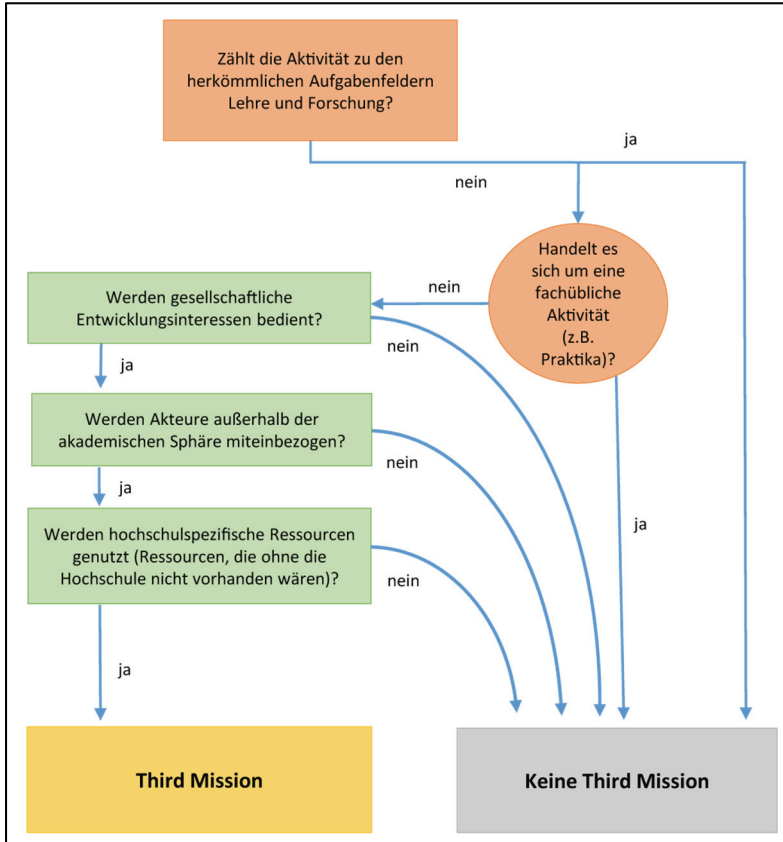 Zählt die Aktivität zu den
herkömmlichen Aufgabenfeldern
Lehre und Forschung?
ja
nein
Handelt es
sich um eine
fachübliche
Aktivität
(z.B.
Praktika)?
nein
Werden gesellschaftliche
Entwicklungsinteressen bedient?
nein
ja
Werden Akteure außerhalb der
akademischen Sphäre miteinbezogen?
nein
ja
Werden hochschulspezifische Ressourcen
genutzt (Ressourcen, die ohne die
Hochschule nicht vorhanden wären)?
nein
ja
ja
Third Mission
Keine Third Mission